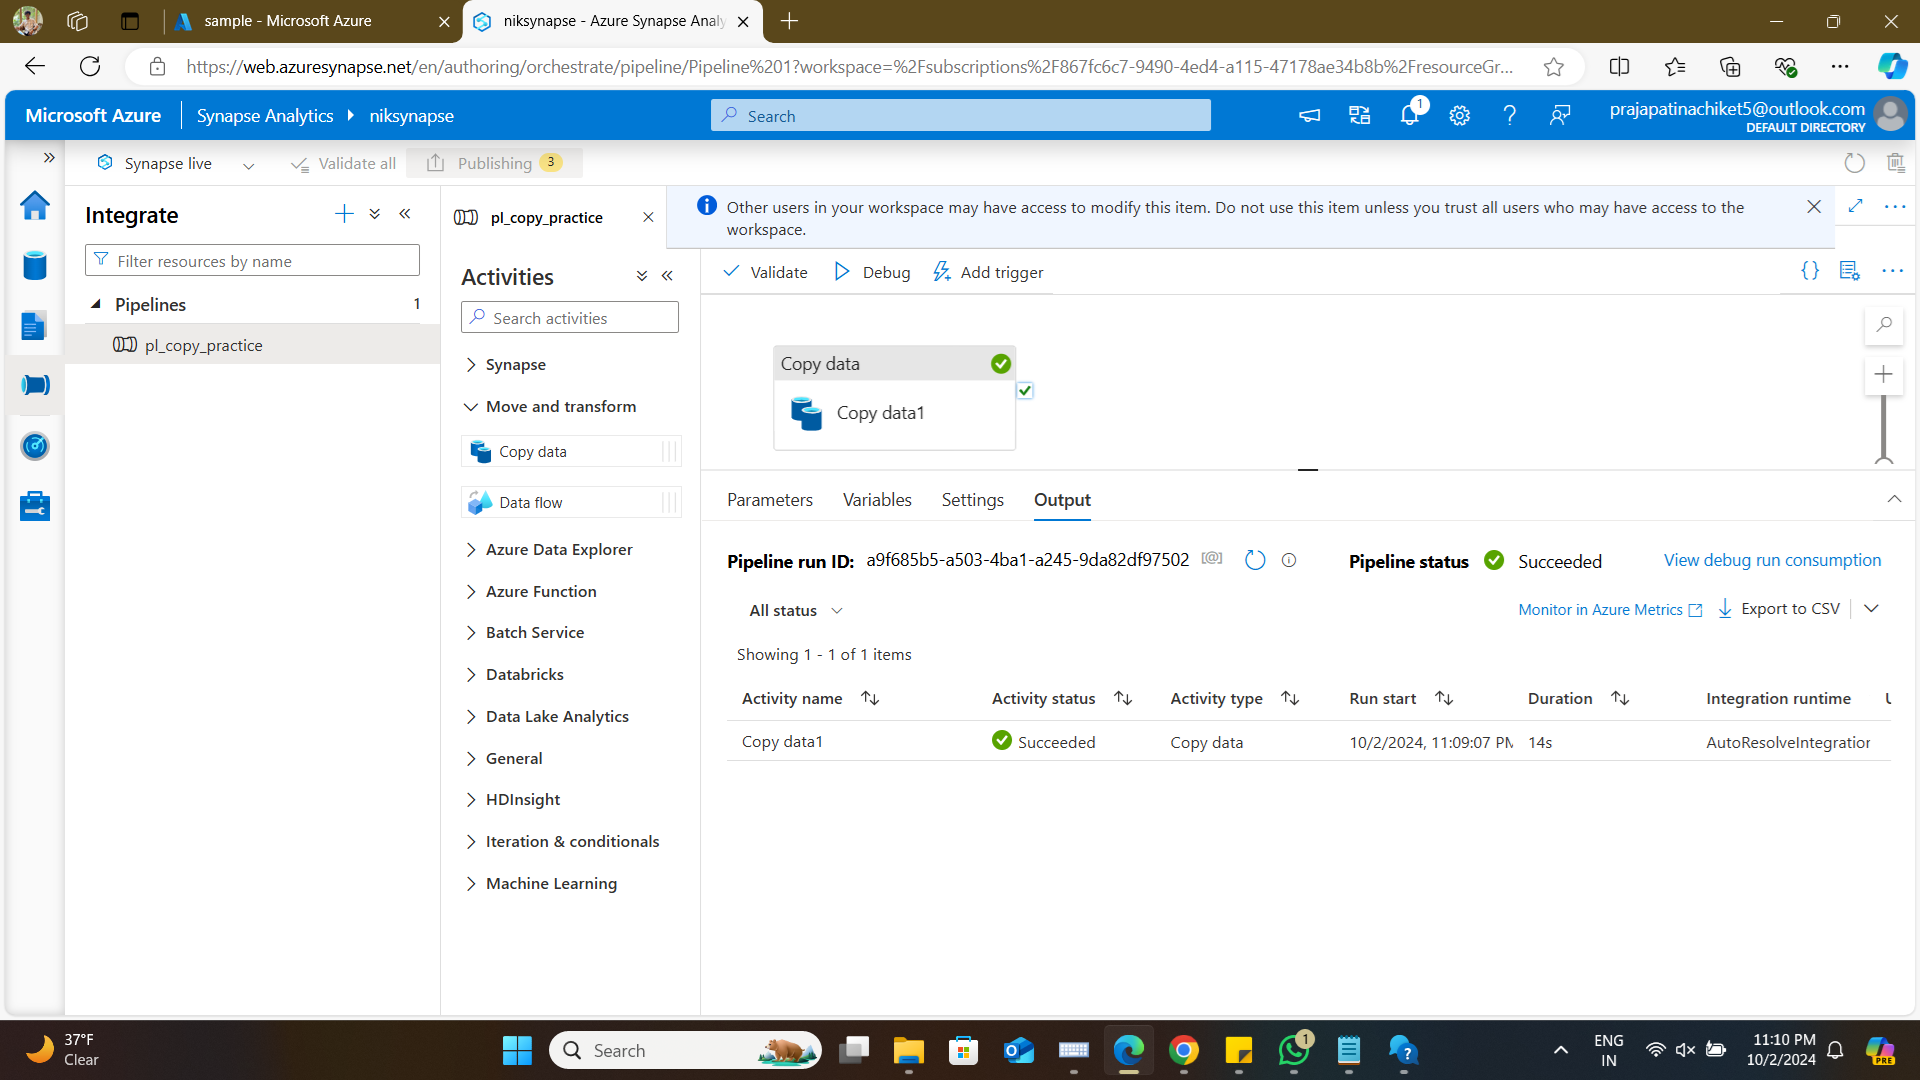 sample - Microsoft Azure
niksynapse - Azure Synapse Analy
https://web.azuresynapse.net/en/authoring/orchestrate/pipeline/Pipeline%201?workspace=%2Fsubscriptions%2F867fc6c7-9490-4ed4-a115-47178ae34b8b%2FresourceGr...
Microsoft Azure
Synapse Analytics
niksynapse
Search
1
prajapatinachiket5@outlook.com
DEFAULT DIRECTORY
Synapse live
Validate all
Publishing 3
Integrate
Filter resources by name
Pipelines 1
pl_copy_practice
pl_copy_practice
Other users in your workspace may have access to modify this item. Do not use this item unless you trust all users who may have access to the
workspace.
Activities
Search activities
Synapse
Move and transform
Copy data
Data flow
Azure Data Explorer
Azure Function
Batch Service
Databricks
Data Lake Analytics
General
HDInsight
Iteration & conditionals
Machine Learning
Validate
Debug
Add trigger
{}
Copy data
Copy data1
Parameters
Variables
Settings
Output
Pipeline run ID: a9f685b5-a503-4ba1-a245-9da82df97502 [@]
Pipeline status Succeeded
View debug run consumption
All status
Monitor in Azure Metrics
Export to CSV
Showing 1 - 1 of 1 items
Activity name Activity status Activity type Run start Duration Integration runtime
Copy data1 Succeeded Copy data 10/2/2024, 11:09:07 PM 14s AutoResolveIntegration
37°F
Clear
Search
1
ENG
IN
11:10 PM
10/2/2024
PRE